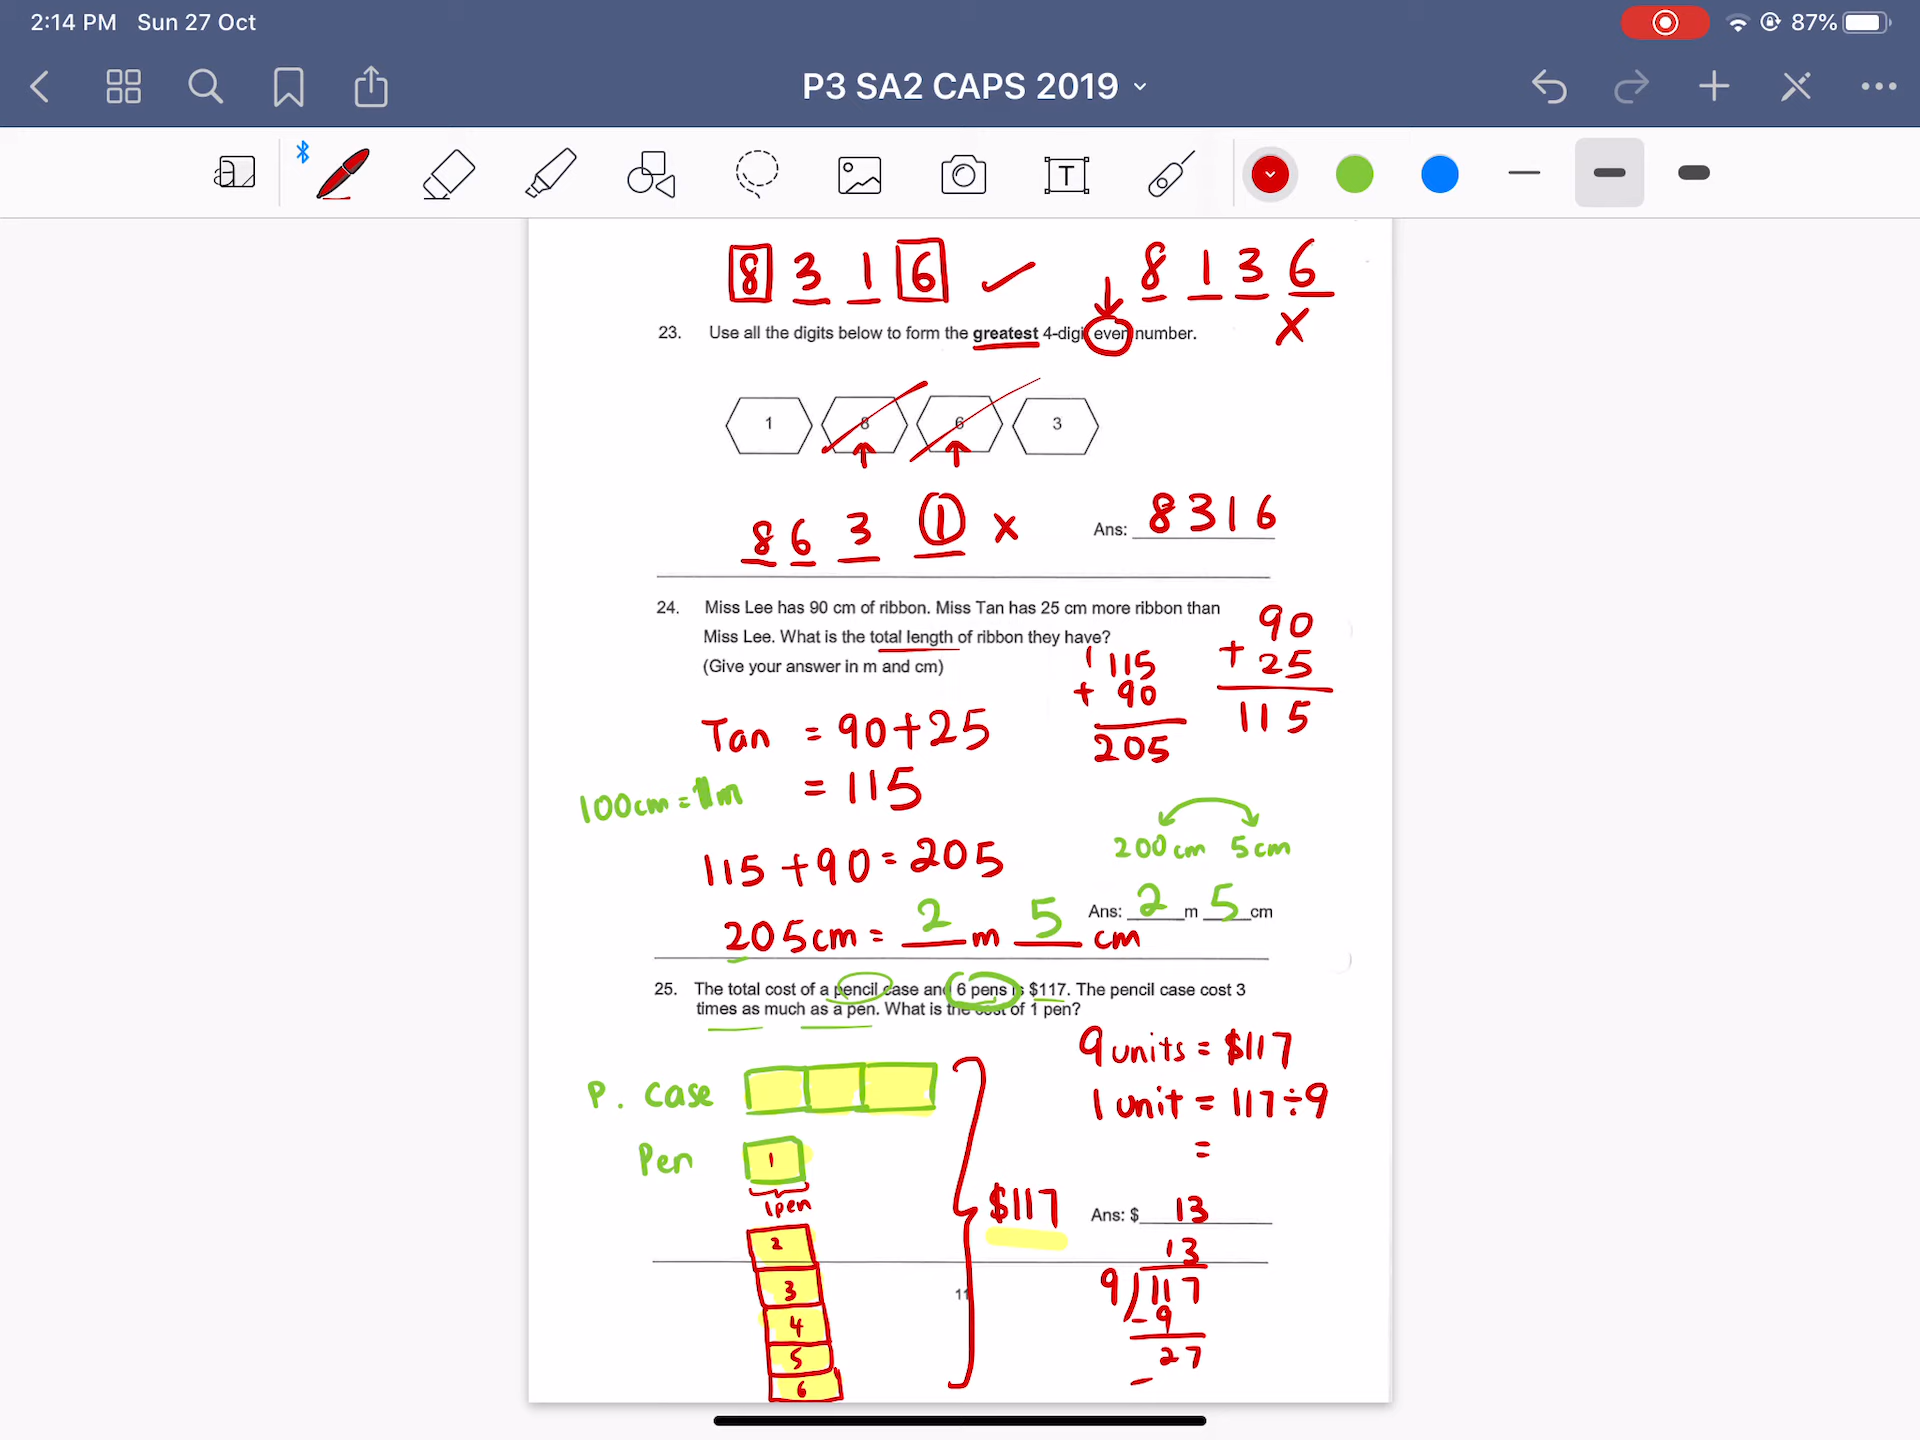 2:14 PM Sun 27 Oct
87%
P3 SA2 CAPS 2019
T
8 3 1 6 ✓ 8 1 3 6
x
23. Use all the digits below to form the greatest 4-digi even number.
1 8 6 3
8 6 3 1 x
Ans: 8316
24. Miss Lee has 90 cm of ribbon. Miss Tan has 25 cm more ribbon than
Miss Lee. What is the total length of ribbon they have?
(Give your answer in m and cm)
90
+ 25
115
1
115
+ 90
205
Tan = 90+25
= 115
100cm = 1m
115 + 90 = 205
200cm 5cm
205cm = 2 m 5 cm
Ans: 2 m 5 cm
25. The total cost of a pencil case and 6 pens is $117. The pencil case cost 3
times as much as a pen. What is the cost of 1 pen?
9 units = $117
1 unit = 117÷9
=
P. case
Pen 1
1pen
2
3
4
5
6
$117
Ans: $ 13
13
9 117
- 9
27
-
11